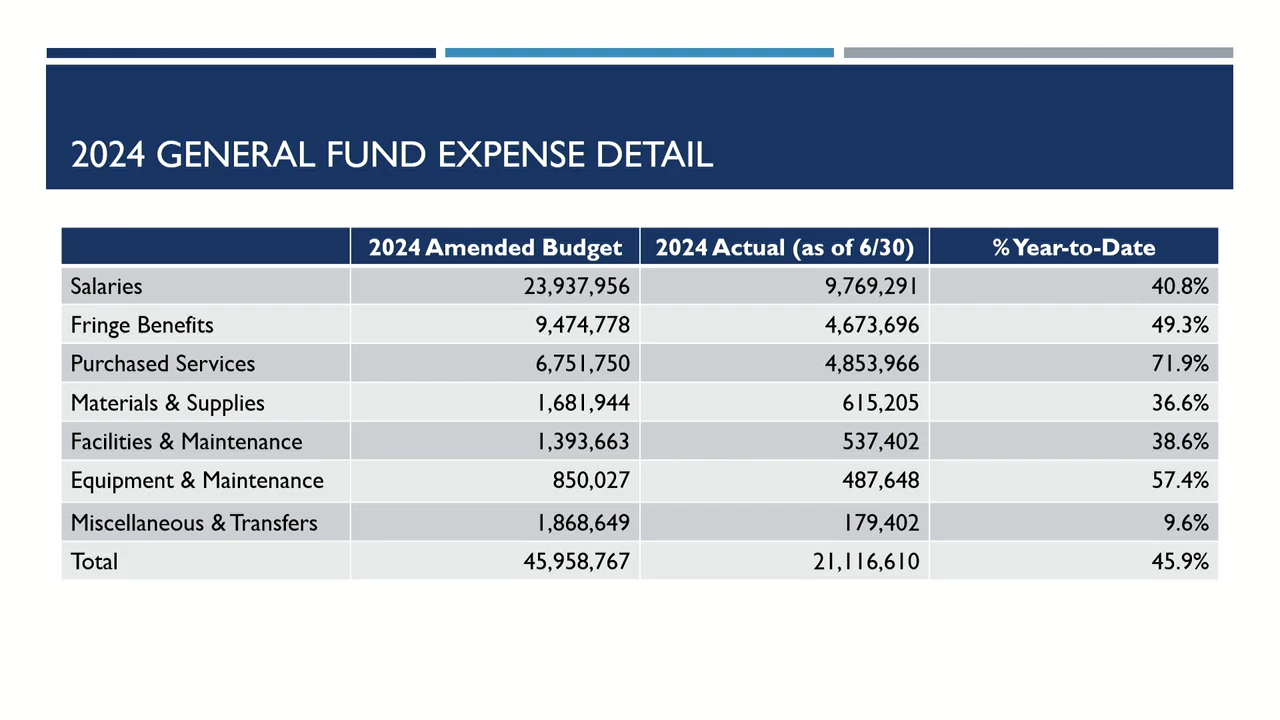 2024 GENERAL FUND EXPENSE DETAIL
2024 Amended Budget 2024 Actual (as of 6/30) % Year-to-Date
Salaries 23,937,956 9,769,291 40.8%
Fringe Benefits 9,474,778 4,673,696 49.3%
Purchased Services 6,751,750 4,853,966 71.9%
Materials & Supplies 1,681,944 615,205 36.6%
Facilities & Maintenance 1,393,663 537,402 38.6%
Equipment & Maintenance 850,027 487,648 57.4%
Miscellaneous & Transfers 1,868,649 179,402 9.6%
Total 45,958,767 21,116,610 45.9%